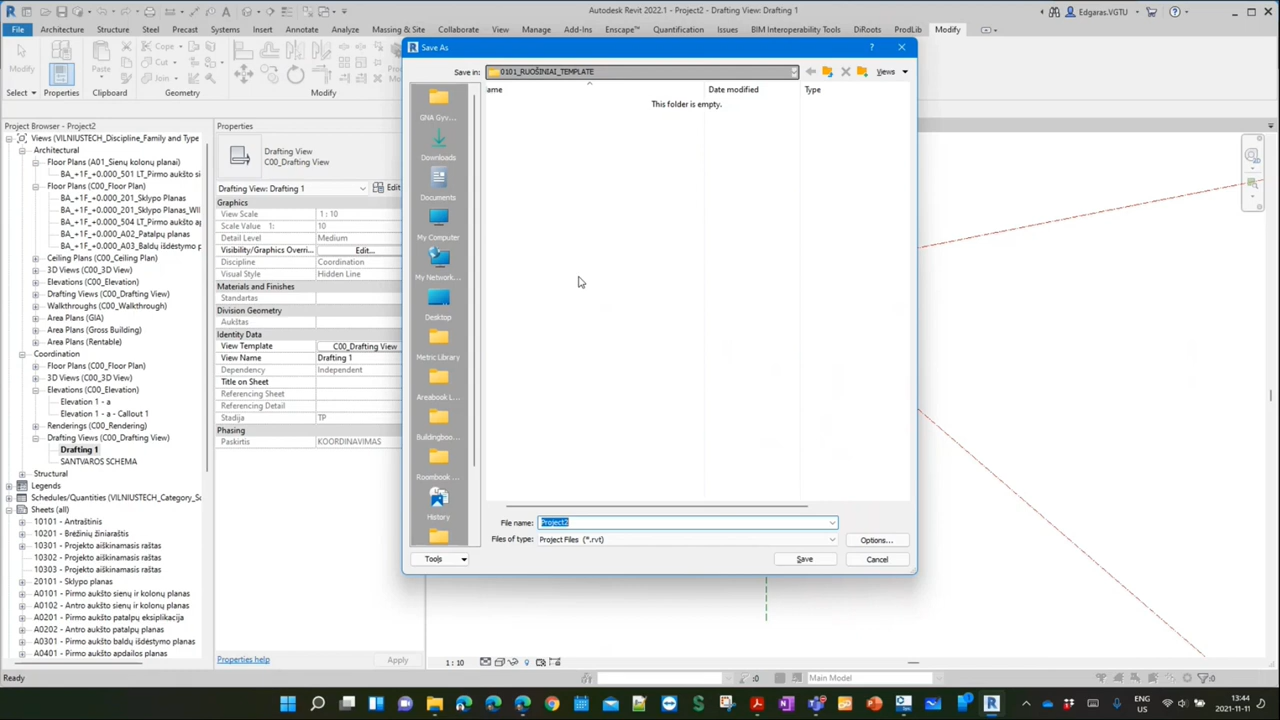 Autodesk Revit 2022.1 - Project2 - Drafting View: Drafting 1
Edgaras.VGTU
File
Architecture
Structure
Steel
Precast
Systems
Insert
Annotate
Analyze
Massing & Site
Collaborate
View
Manage
Add-Ins
Enscape™
Quantification
Issues
BIM Interoperability Tools
DiRoots
ProdLib
Modify
Modify
Properties
Paste
Cope
Cut
Join
Select
Properties
Clipboard
Geometry
Project Browser - Project2
Views (VILNIUSTECH_Discipline_Family and Type
Architectural
Floor Plans (A01_Sienų kolonų planai)
BA_+1F_+0.000_501 LT_Pirmo aukšto si
Floor Plans (C00_Floor Plan)
BA_+1F_+0.000_201_Sklypo Planas
BA_+1F_+0.000_201_Sklypo Planas_WII
BA_+1F_+0.000_504 LT_Pirmo aukšto ap
BA_+1F_+0.000_A02_Patalpų planas
BA_+1F_+0.000_A03_Baldų išdėstymo p
Ceiling Plans (C00_Ceiling Plan)
3D Views (C00_3D View)
Elevations (C00_Elevation)
Drafting Views (C00_Drafting View)
Walkthroughs (C00_Walkthrough)
Area Plans (GIA)
Area Plans (Gross Building)
Area Plans (Rentable)
Coordination
Floor Plans (C00_Floor Plan)
3D Views (C00_3D View)
Elevations (C00_Elevation)
Elevation 1 - a
Elevation 1 - a - Callout 1
Renderings (C00_Rendering)
Drafting Views (C00_Drafting View)
Drafting 1
SANTVAROS SCHEMA
Structural
Legends
Schedules/Quantities (VILNIUSTECH_Category_Sc
Sheets (all)
10101 - Antraštinis
10201 - Brėžinių žiniaraštis
10301 - Projekto aiškinamasis raštas
10302 - Projekto aiškinamasis raštas
10303 - Projekto aiškinamasis raštas
20101 - Sklypo planas
A0101 - Pirmo aukšto sienų ir kolonų planas
A0102 - Antro aukšto sienų ir kolonų planas
A0201 - Pirmo aukšto patalpų eksiplikacija
A0202 - Antro aukšto patalpų planas
A0301 - Pirmo aukšto baldų išdėstymo planas
A0401 - Pirmo aukšto apdailos planas
Properties
Drafting View
C00_Drafting View
Drafting View: Drafting 1
Edit
Graphics
View Scale 1 : 10
Scale Value 1: 10
Detail Level Medium
Visibility/Graphics Overri... Edit...
Discipline Coordination
Visual Style Hidden Line
Materials and Finishes
Standartas
Division Geometry
Aukštas
Identity Data
View Template C00_Drafting View
View Name Drafting 1
Dependency Independent
Title on Sheet
Referencing Sheet
Referencing Detail
Stadija TP
Phasing
Paskirtis KOORDINAVIMAS
Properties help
Apply
Save As
Save in: 0101_RUOŠINIAI_TEMPLATE
Views
ame
Date modified
Type
This folder is empty.
GNA Gyv...
Downloads
Documents
My Computer
My Network...
Desktop
Metric Library
Areabook L...
Buildingboo...
Roombook ...
History
File name: Project2
Files of type: Project Files (*.rvt)
Options...
Tools
Save
Cancel
1 : 10
Ready
:0
Main Model
:0
ENG
US
13:44
2021-11-11